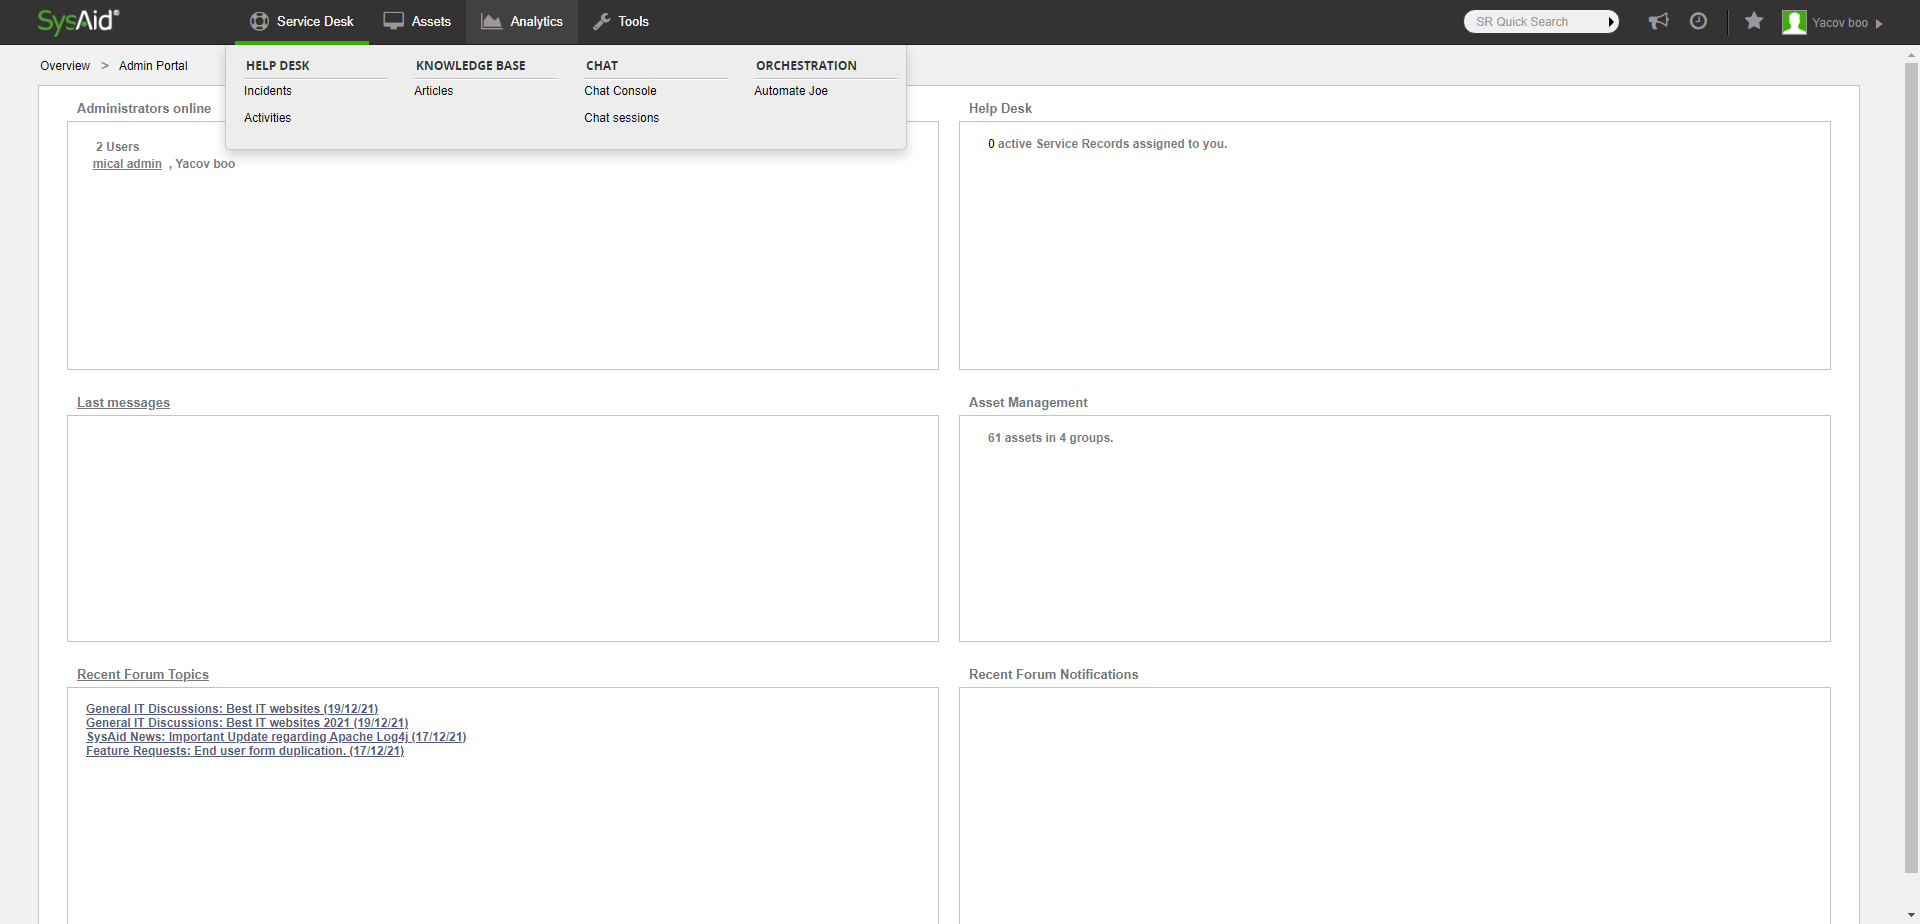 SysAid®
Service Desk
Assets
Analytics
Tools
SR Quick Search
Yacov boo
Overview > Admin Portal
HELP DESK
Incidents
Activities
KNOWLEDGE BASE
Articles
CHAT
Chat Console
Chat sessions
ORCHESTRATION
Automate Joe
Administrators online
2 Users
mical admin , Yacov boo
Help Desk
0 active Service Records assigned to you.
Last messages
Asset Management
61 assets in 4 groups.
Recent Forum Topics
General IT Discussions: Best IT websites (19/12/21)
General IT Discussions: Best IT websites 2021 (19/12/21)
SysAid News: Important Update regarding Apache Log4j (17/12/21)
Feature Requests: End user form duplication. (17/12/21)
Recent Forum Notifications